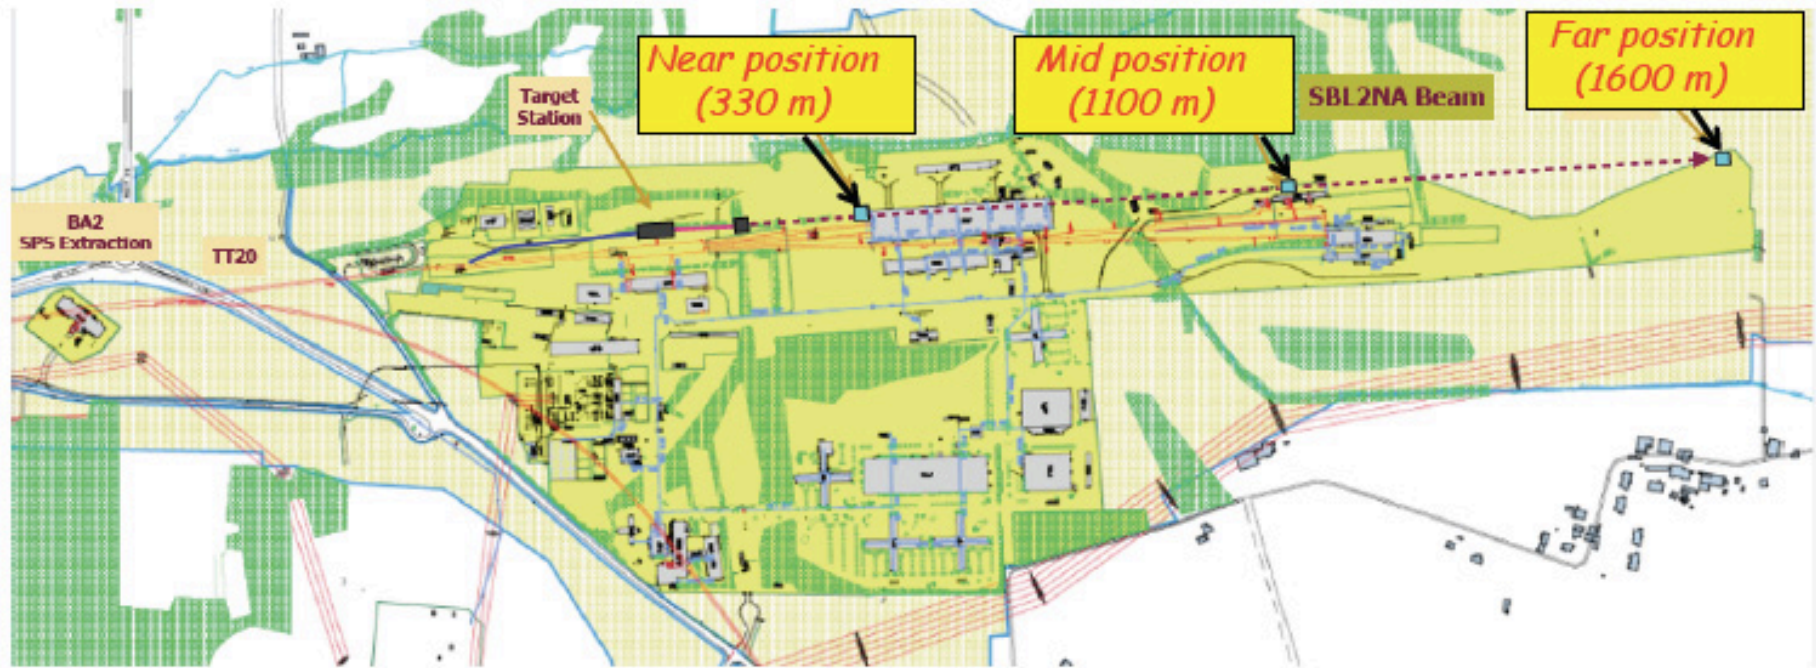 Near position
(330 m)
Mid position
(1100 m)
SBL2NA Beam
Far position
(1600 m)
Target
Station
BA2
SPS Extraction
TT20